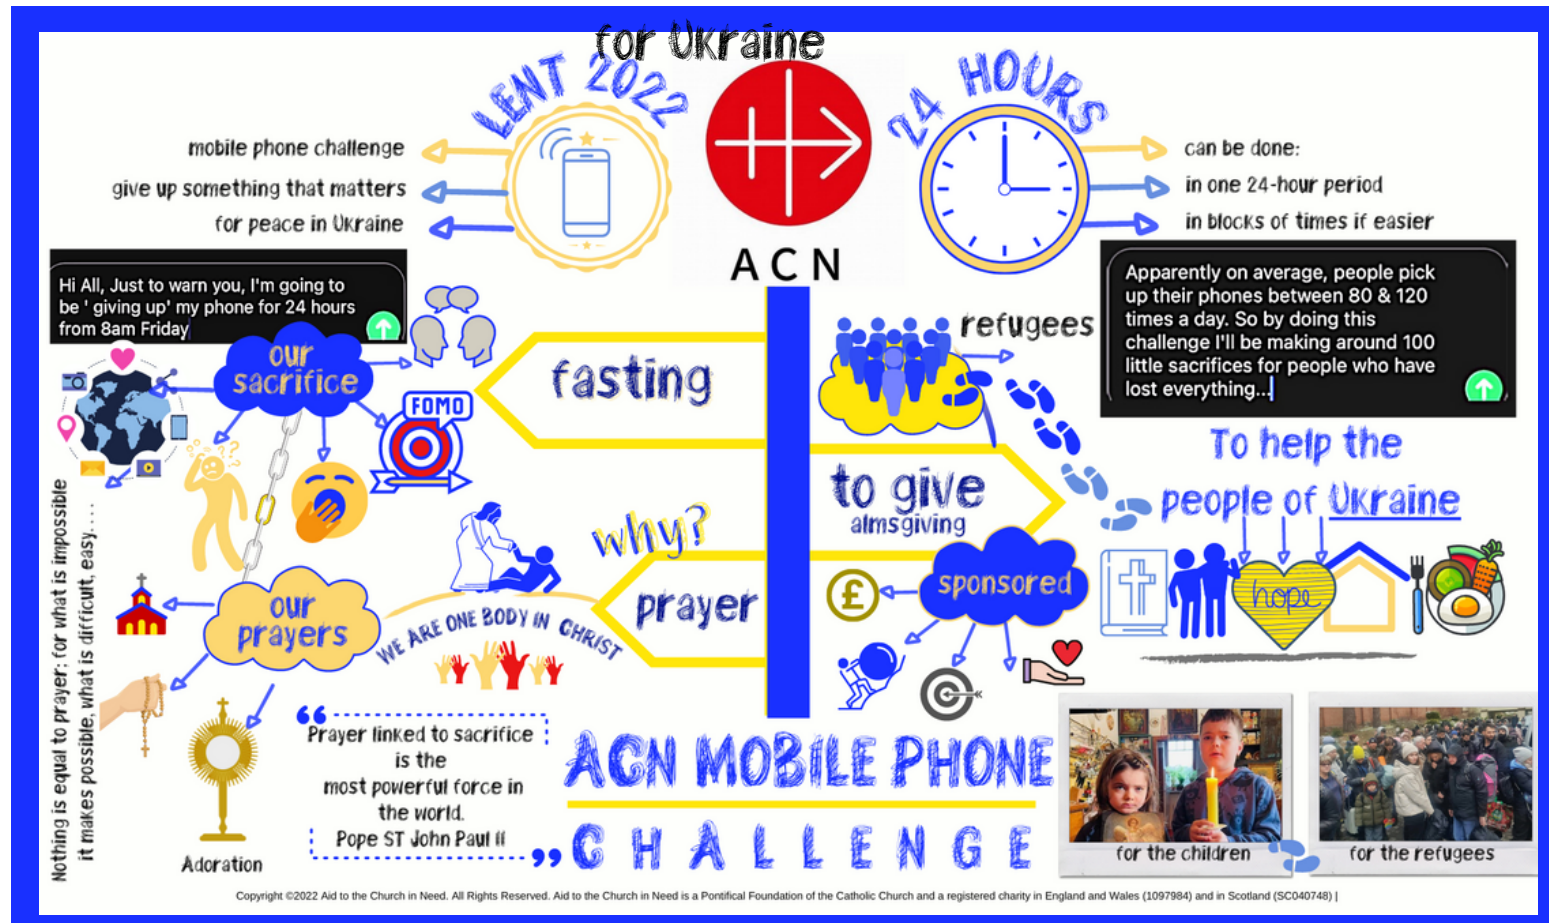 for Ukraine
LENT 2022
24 HOURS
mobile phone challenge
give up something that matters
for peace in Ukraine
can be done:
in one 24-hour period
in blocks of times if easier
ACN
Hi All, Just to warn you, I'm going to
be ' giving up' my phone for 24 hours
from 8am Friday
Apparently on average, people pick
up their phones between 80 & 120
times a day. So by doing this
challenge I'll be making around 100
little sacrifices for people who have
lost everything...
our
sacrifice
FOMO
fasting
refugees
to give
almsgiving
To help the
people of Ukraine
why?
prayer
sponsored
£
hope
our
prayers
WE ARE ONE BODY IN CHRIST
Nothing is equal to prayer; for what is impossible
it makes possible, what is difficult, easy. . . .
Adoration
“Prayer linked to sacrifice
is the
most powerful force in
the world.
Pope ST John Paul II
”
ACN MOBILE PHONE
CHALLENGE
for the children
for the refugees
Copyright ©2022 Aid to the Church in Need. All Rights Reserved. Aid to the Church in Need is a Pontifical Foundation of the Catholic Church and a registered charity in England and Wales (1097984) and in Scotland (SC040748) |